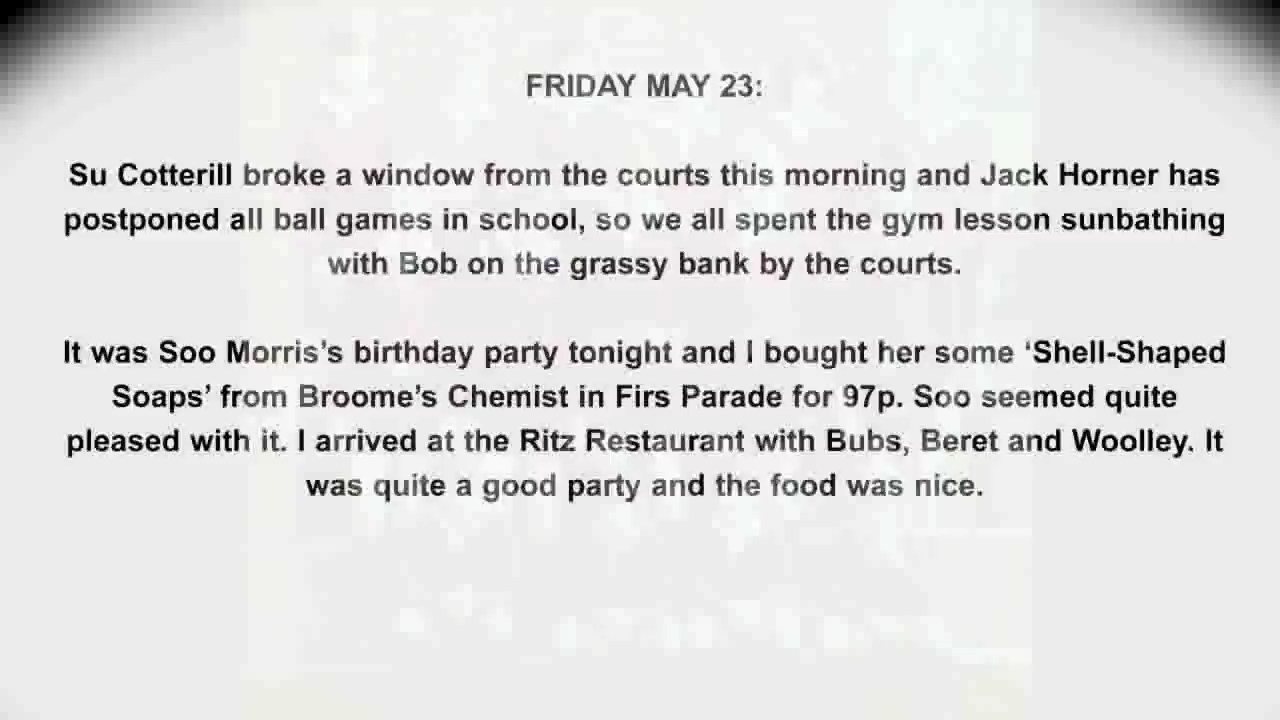 FRIDAY MAY 23:
Su Cotterill broke a window from the courts this morning and Jack Horner has
postponed all ball games in school, so we all spent the gym lesson sunbathing
with Bob on the grassy bank by the courts.
It was Soo Morris’s birthday party tonight and I bought her some ‘Shell-Shaped
Soaps’ from Broome’s Chemist in Firs Parade for 97p. Soo seemed quite
pleased with it. I arrived at the Ritz Restaurant with Bubs, Beret and Woolley. It
was quite a good party and the food was nice.